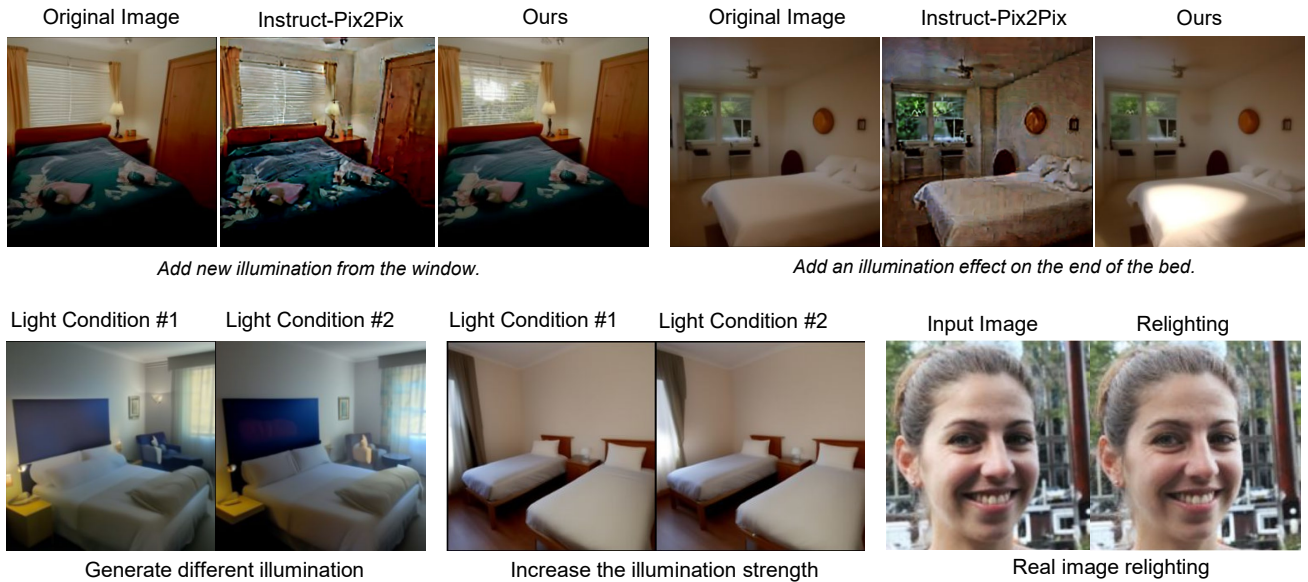 Original Image
Instruct-Pix2Pix
Ours
Original Image
Instruct-Pix2Pix
Ours
Add new illumination from the window.
Add an illumination effect on the end of the bed.
Light Condition #1
Light Condition #2
Light Condition #1
Light Condition #2
Input Image
Relighting
Generate different illumination
Increase the illumination strength
Real image relighting